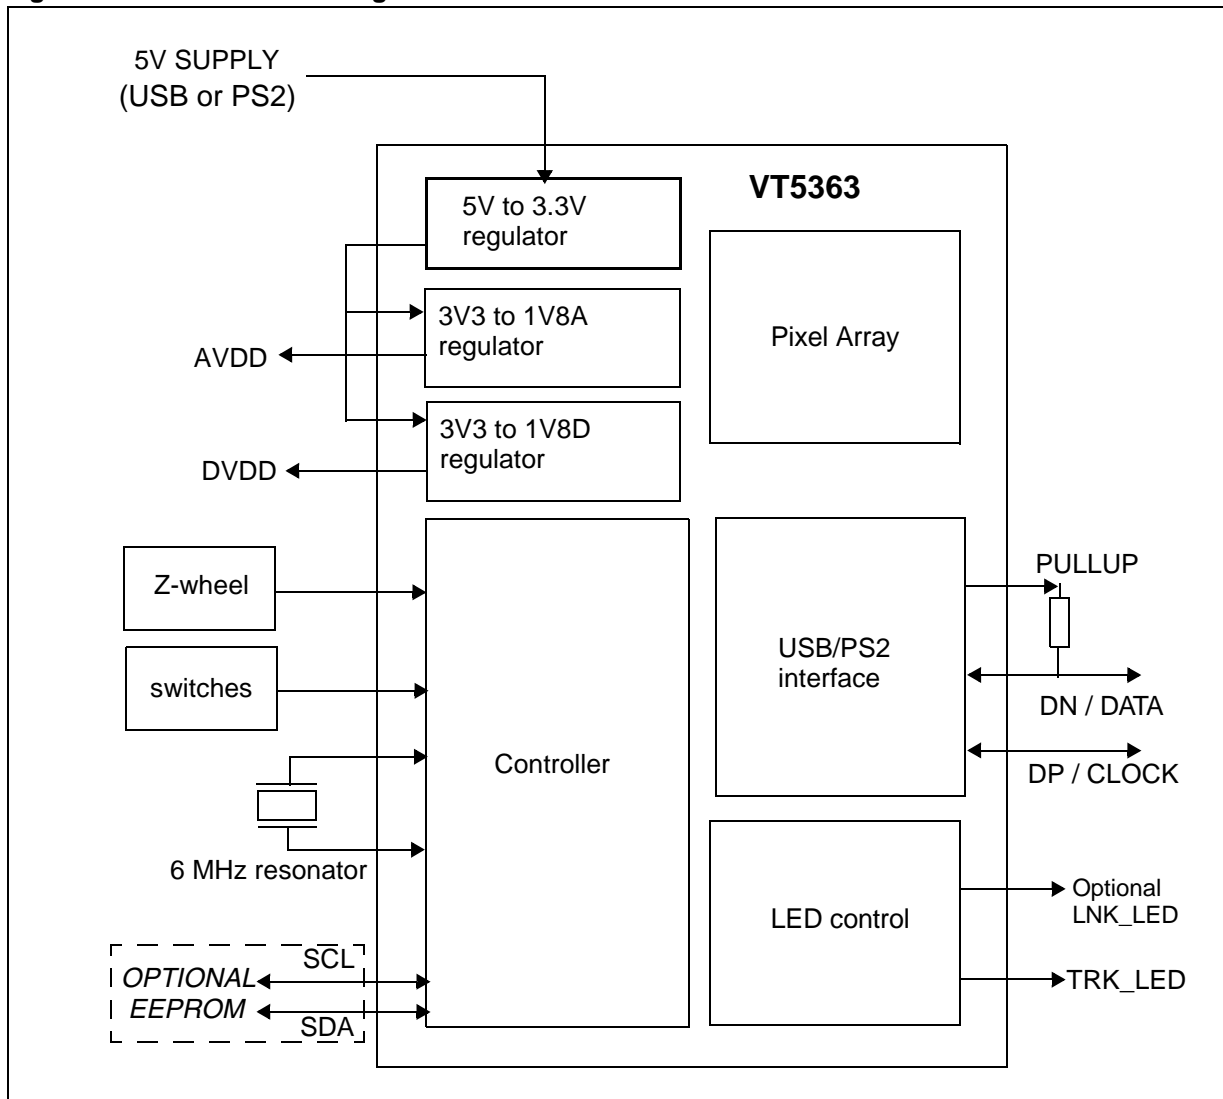 5V SUPPLY
(USB or PS2)
VT5363
5V to 3.3V
regulator
3V3 to 1V8A
regulator
Pixel Array
AVDD
3V3 to 1V8D
regulator
DVDD
Z-wheel
switches
Controller
6 MHz resonator
OPTIONAL
EEPROM
SCL
SDA
USB/PS2
interface
PULLUP
DN / DATA
DP / CLOCK
LED control
Optional
LNK_LED
TRK_LED